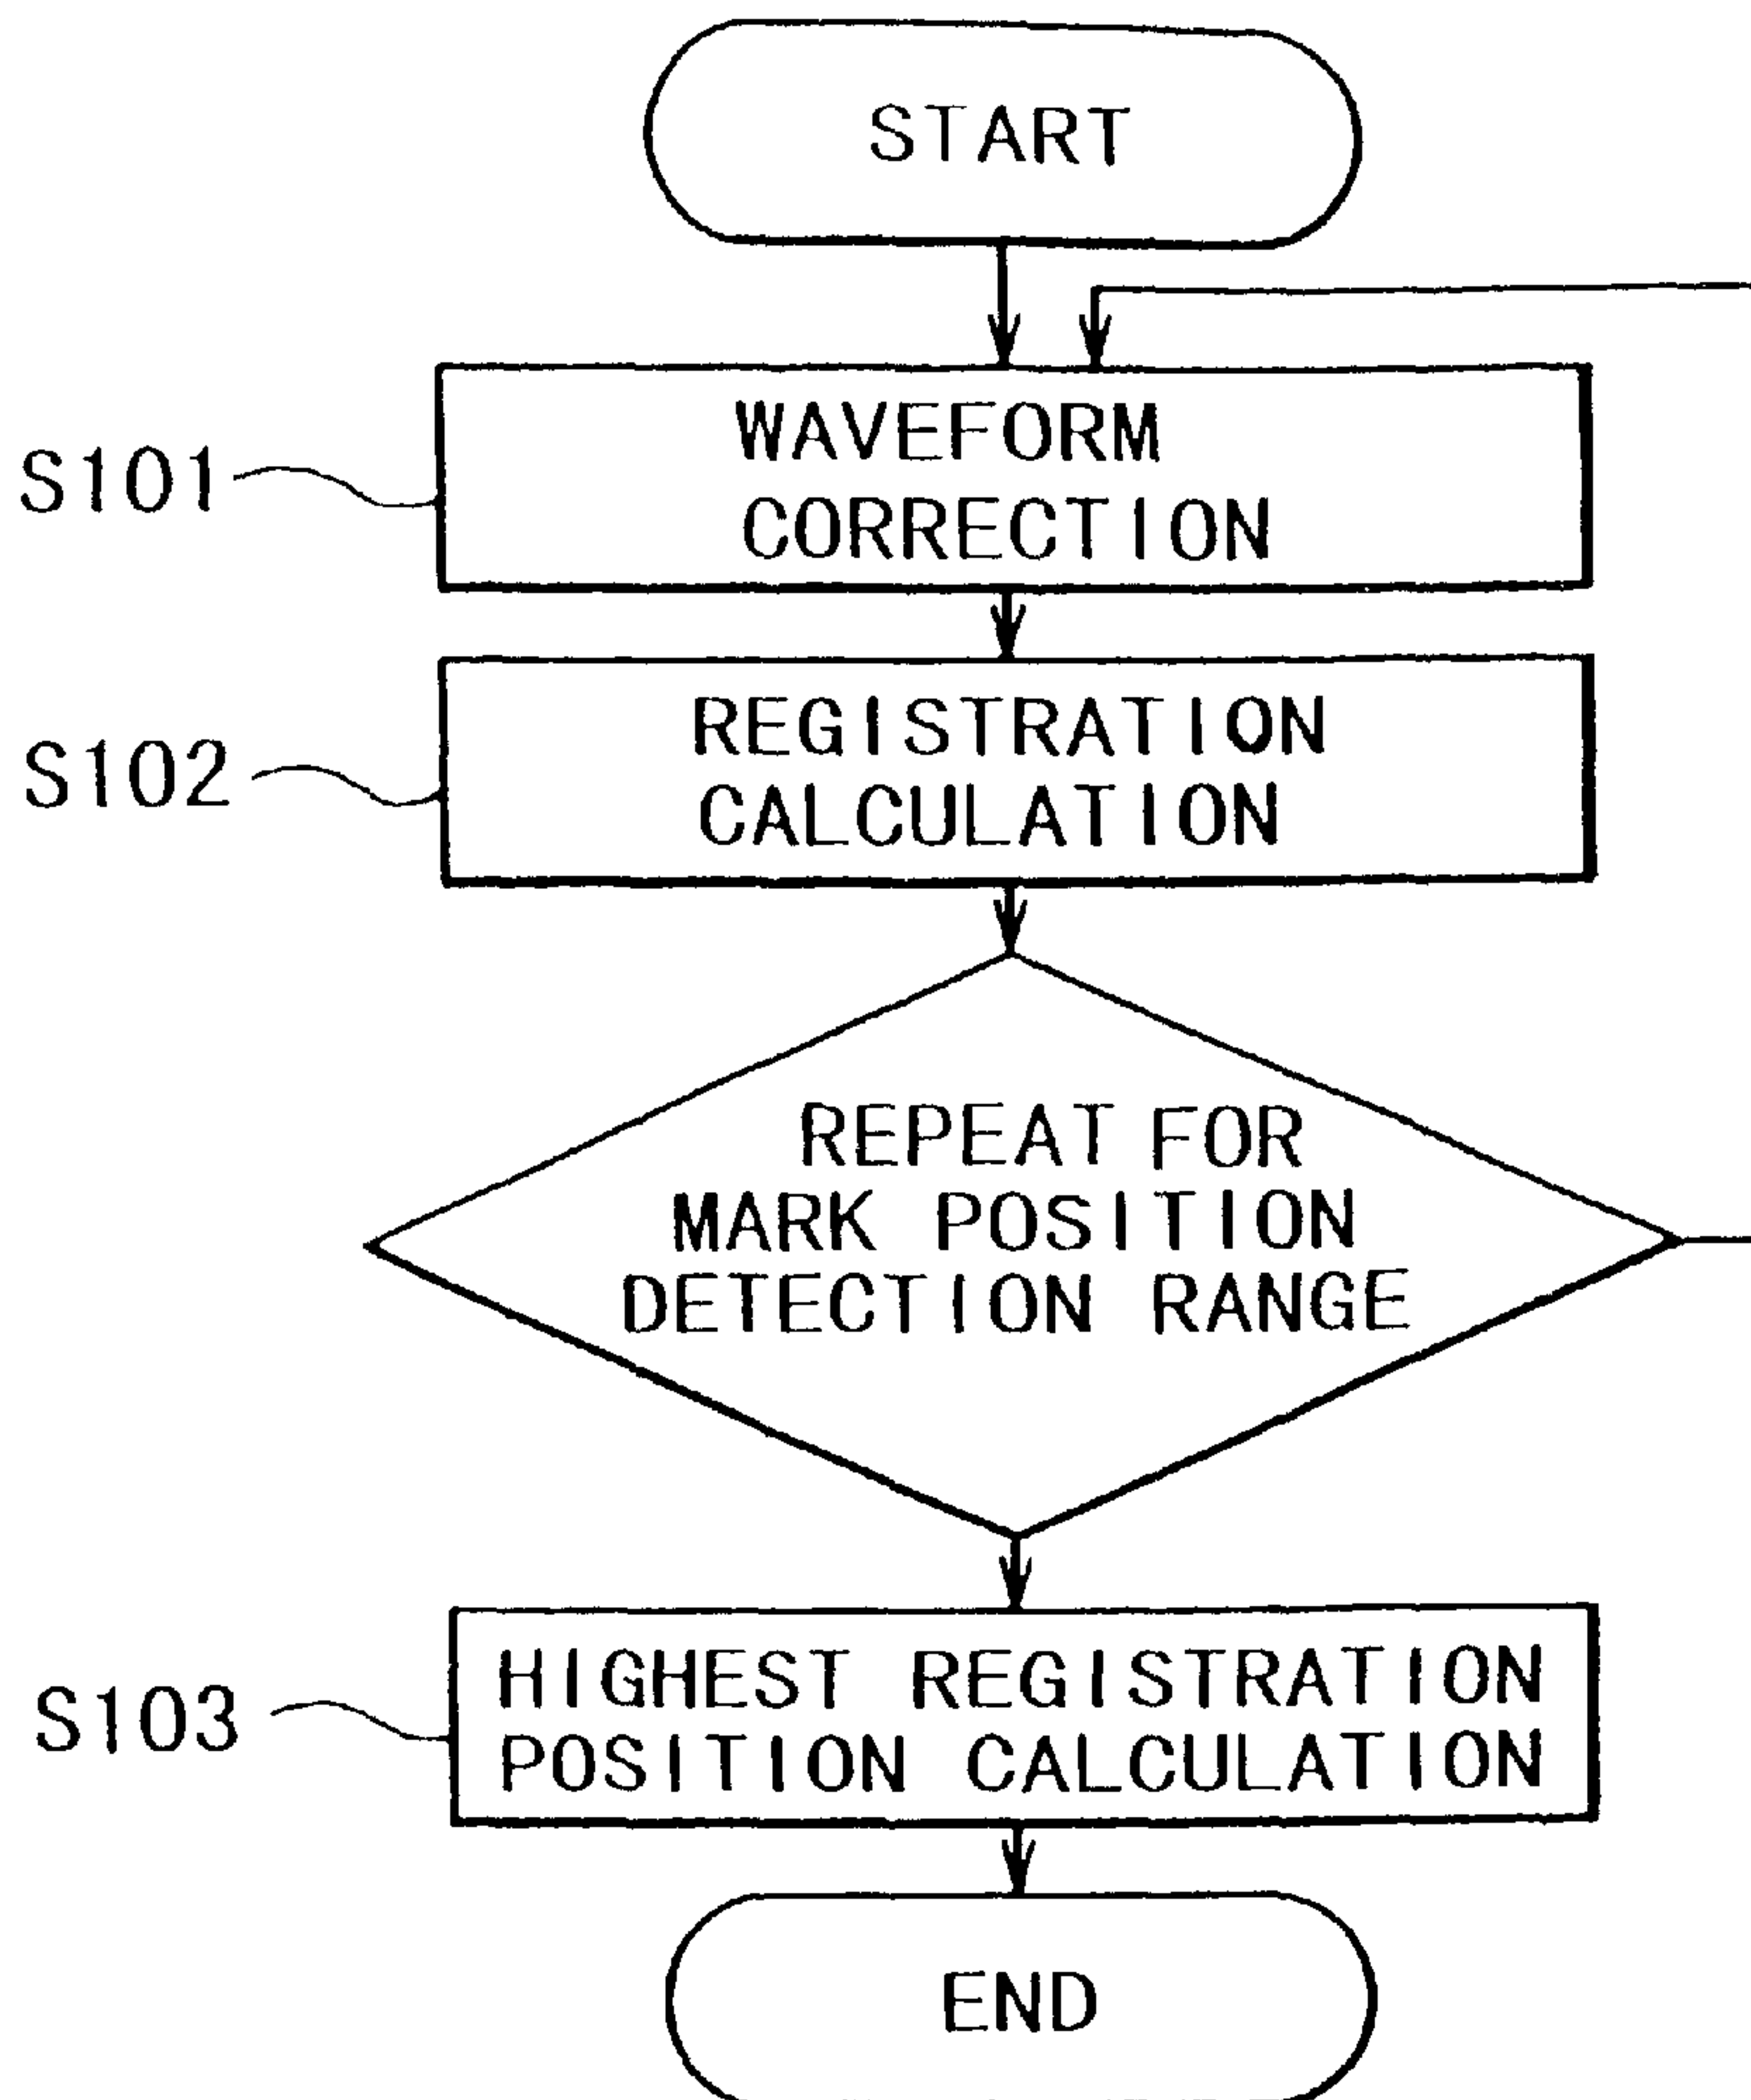 START
S101
WAVEFORM
CORRECTION
S102
REGISTRATION
CALCULATION
REPEAT FOR
MARK POSITION
DETECTION RANGE
S103
HIGHEST REGISTRATION
POSITION CALCULATION
END